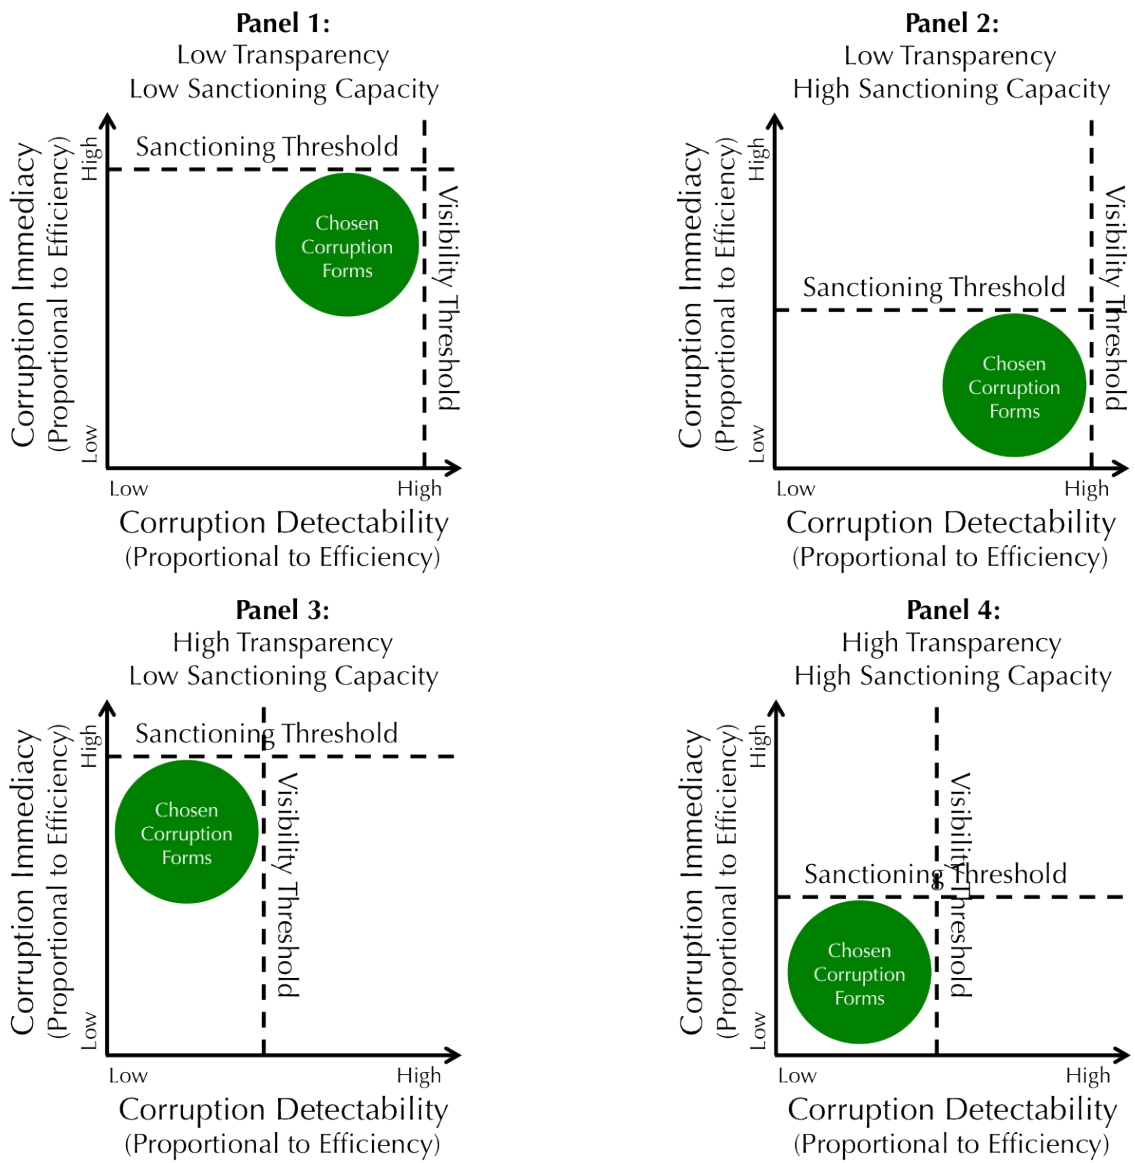 Panel 1:
Low Transparency
Low Sanctioning Capacity
Corruption Immediacy
(Proportional to Efficiency)
High
Low
Sanctioning Threshold
Visibility Threshold
Chosen
Corruption
Forms
Low
High
Corruption Detectability
(Proportional to Efficiency)
Panel 2:
Low Transparency
High Sanctioning Capacity
Corruption Immediacy
(Proportional to Efficiency)
High
Low
Sanctioning Threshold
Visibility Threshold
Chosen
Corruption
Forms
Low
High
Corruption Detectability
(Proportional to Efficiency)
Panel 3:
High Transparency
Low Sanctioning Capacity
Corruption Immediacy
(Proportional to Efficiency)
High
Low
Sanctioning Threshold
Visibility Threshold
Chosen
Corruption
Forms
Low
High
Corruption Detectability
(Proportional to Efficiency)
Panel 4:
High Transparency
High Sanctioning Capacity
Corruption Immediacy
(Proportional to Efficiency)
High
Low
Sanctioning Threshold
Visibility Threshold
Chosen
Corruption
Forms
Low
High
Corruption Detectability
(Proportional to Efficiency)